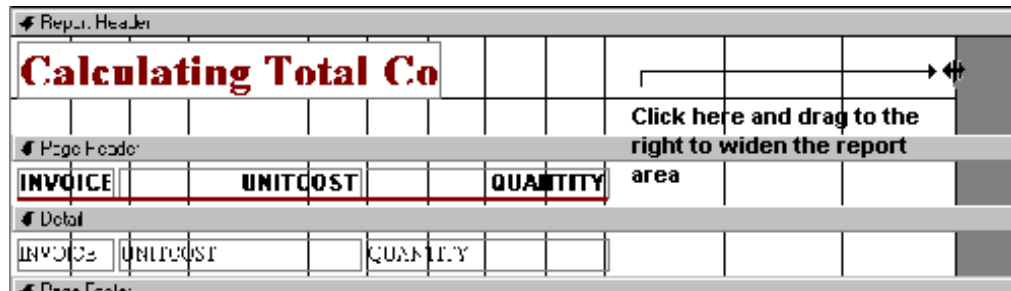 Report Header
Calculating Total Co
Click here and drag to the
right to widen the report
area
Page Header
INVOICE UNITCOST QUANTITY
Detail
INVOICE UNITCOST QUANTITY
Page Footer